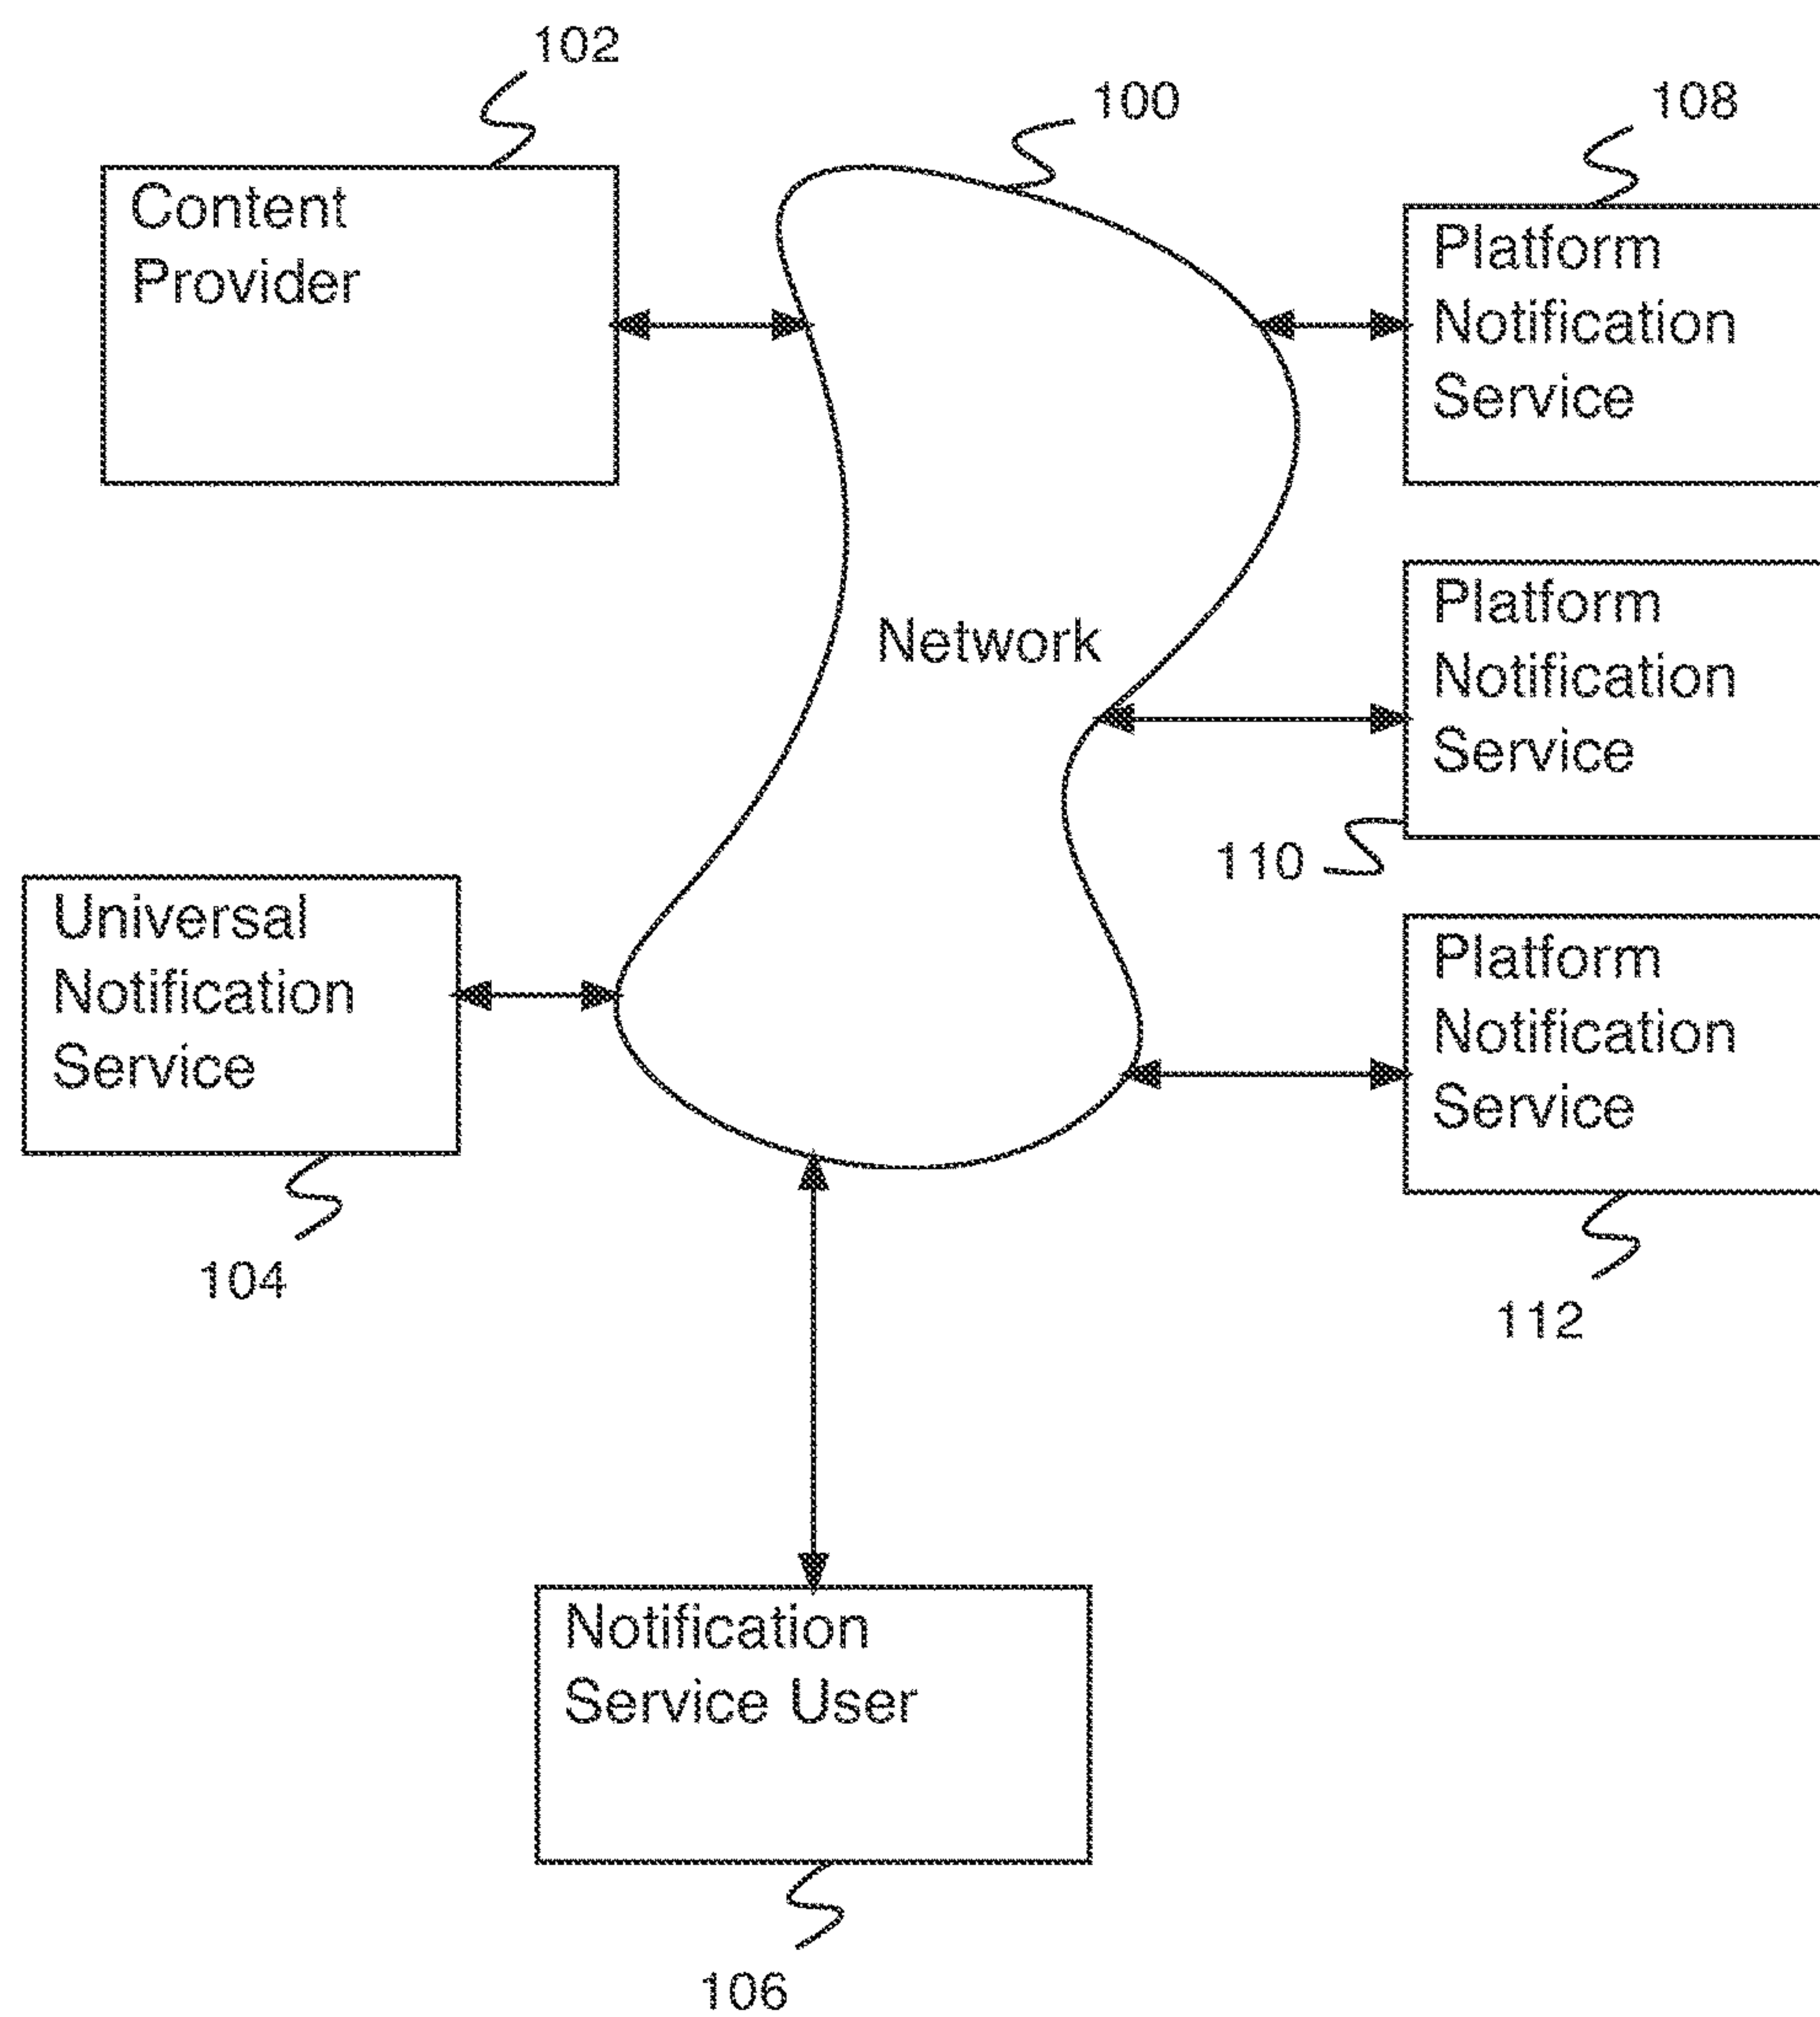 102
100
108
Content
Provider
Platform
Notification
Service
Network
Platform
Notification
Service
110
Universal
Notification
Service
104
Platform
Notification
Service
112
Notification
Service User
106